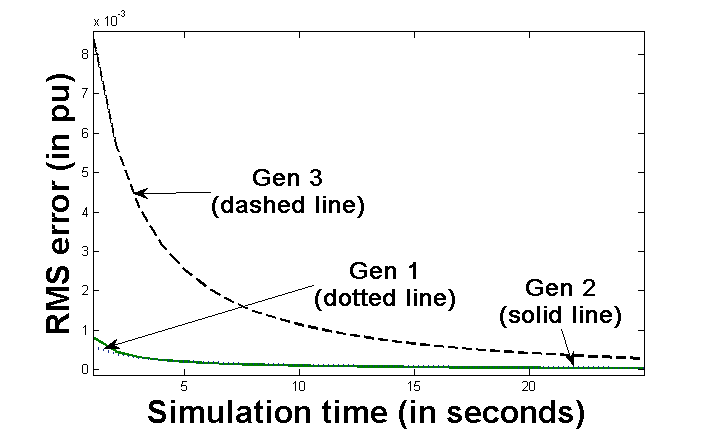 x 10⁻³
8
7
6
5
4
3
2
1
0
RMS error (in pu)
Gen 3
(dashed line)
Gen 1
(dotted line)
Gen 2
(solid line)
5 10 15 20
Simulation time (in seconds)